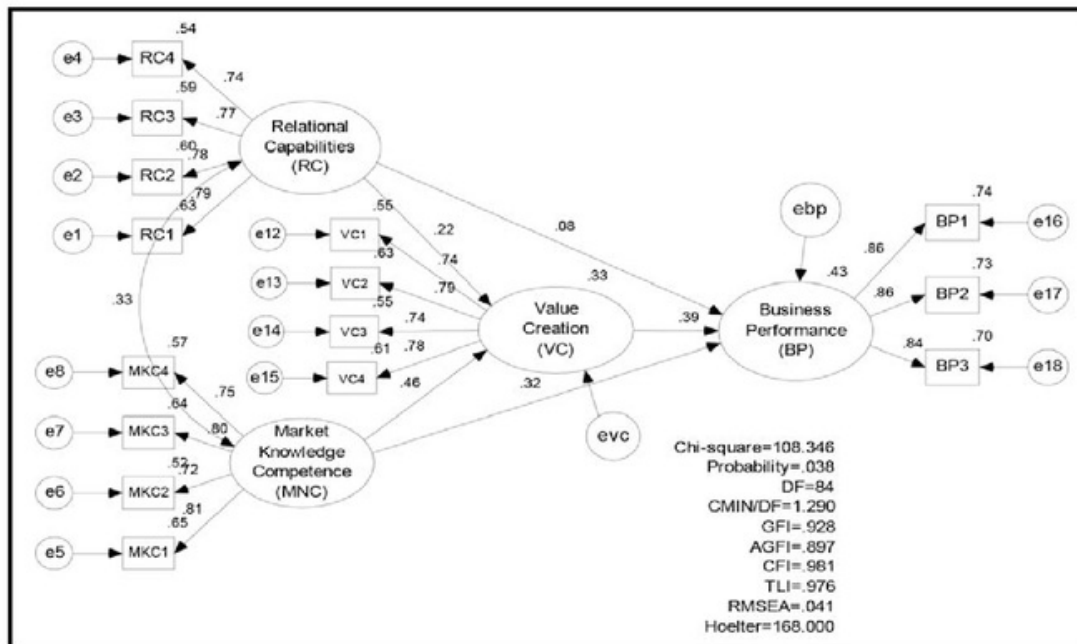 .54
e4
RC4
.74
.59
e3
RC3
.77
.60
.78
e2
RC2
.79
.63
e1
RC1
Relational
Capabilities
(RC)
.33
.55
.22
.08
e12
VC1
.63
.74
e13
VC2
.79
.55
e14
VC3
.74
.61
e15
VC4
.78
.46
Value
Creation
(VC)
.33
.39
.32
evc
ebp
.43
Business
Performance
(BP)
.74
.86
BP1
e16
.73
.86
BP2
e17
.70
.84
BP3
e18
.57
e8
MKC4
.75
.64
e7
MKC3
.80
.52
.72
e6
MKC2
.81
.65
e5
MKC1
Market
Knowledge
Competence
(MNC)
Chi-square=108.346
Probability=.038
DF=84
CMIN/DF=1.290
GFI=.928
AGFI=.897
CFI=.981
TLI=.976
RMSEA=.041
Hoelter=168.000